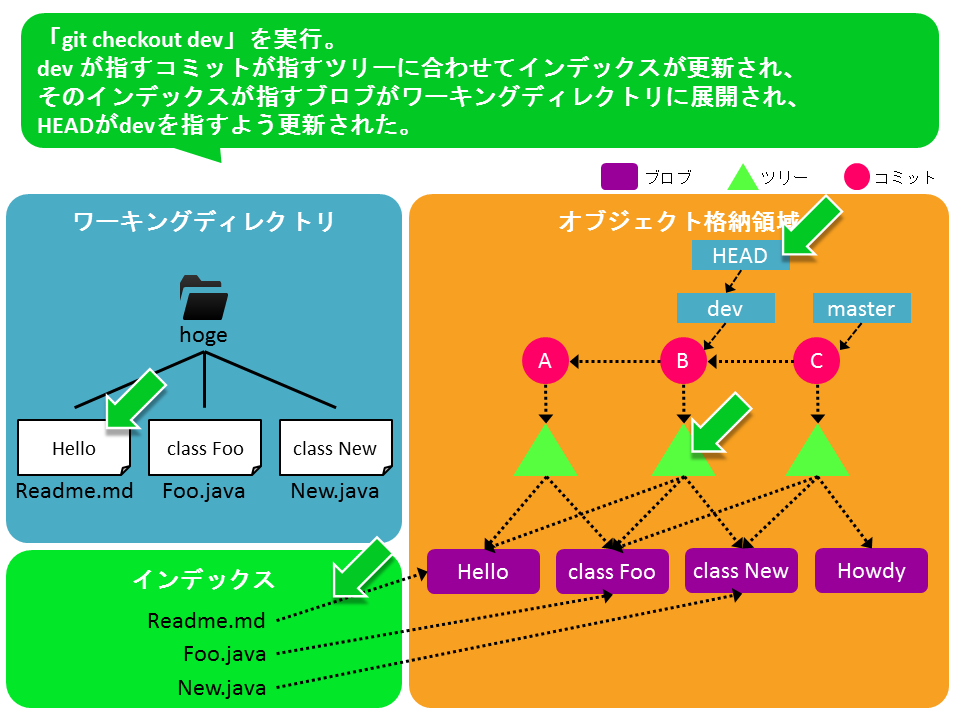 「git checkout dev」を実行。
dev が指すコミットが指すツリーに合わせてインデックスが更新され、
そのインデックスが指すブロブがワーキングディレクトリに展開され、
HEADがdevを指すよう更新された。
ブロブ
ツリー
コミット
ワーキングディレクトリ
hoge
Hello
class Foo
class New
Readme.md
Foo.java
New.java
オブジェクト格納領域
HEAD
dev
master
A
B
C
Hello
class Foo
class New
Howdy
インデックス
Readme.md
Foo.java
New.java